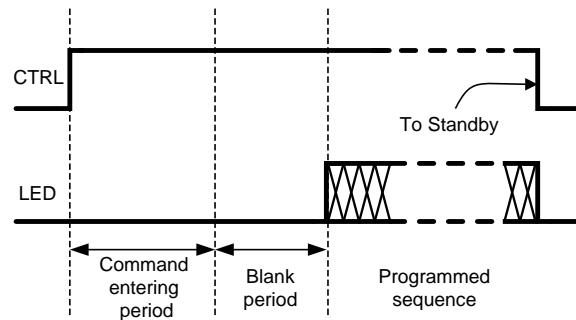 CTRL
To Standby
LED
Command
entering
period
Blank
period
Programmed
sequence